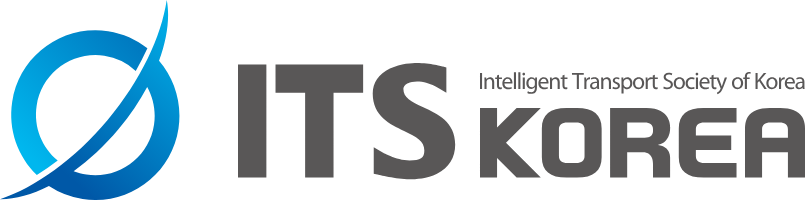 ITS
Intelligent Transport Society of Korea
KOREA